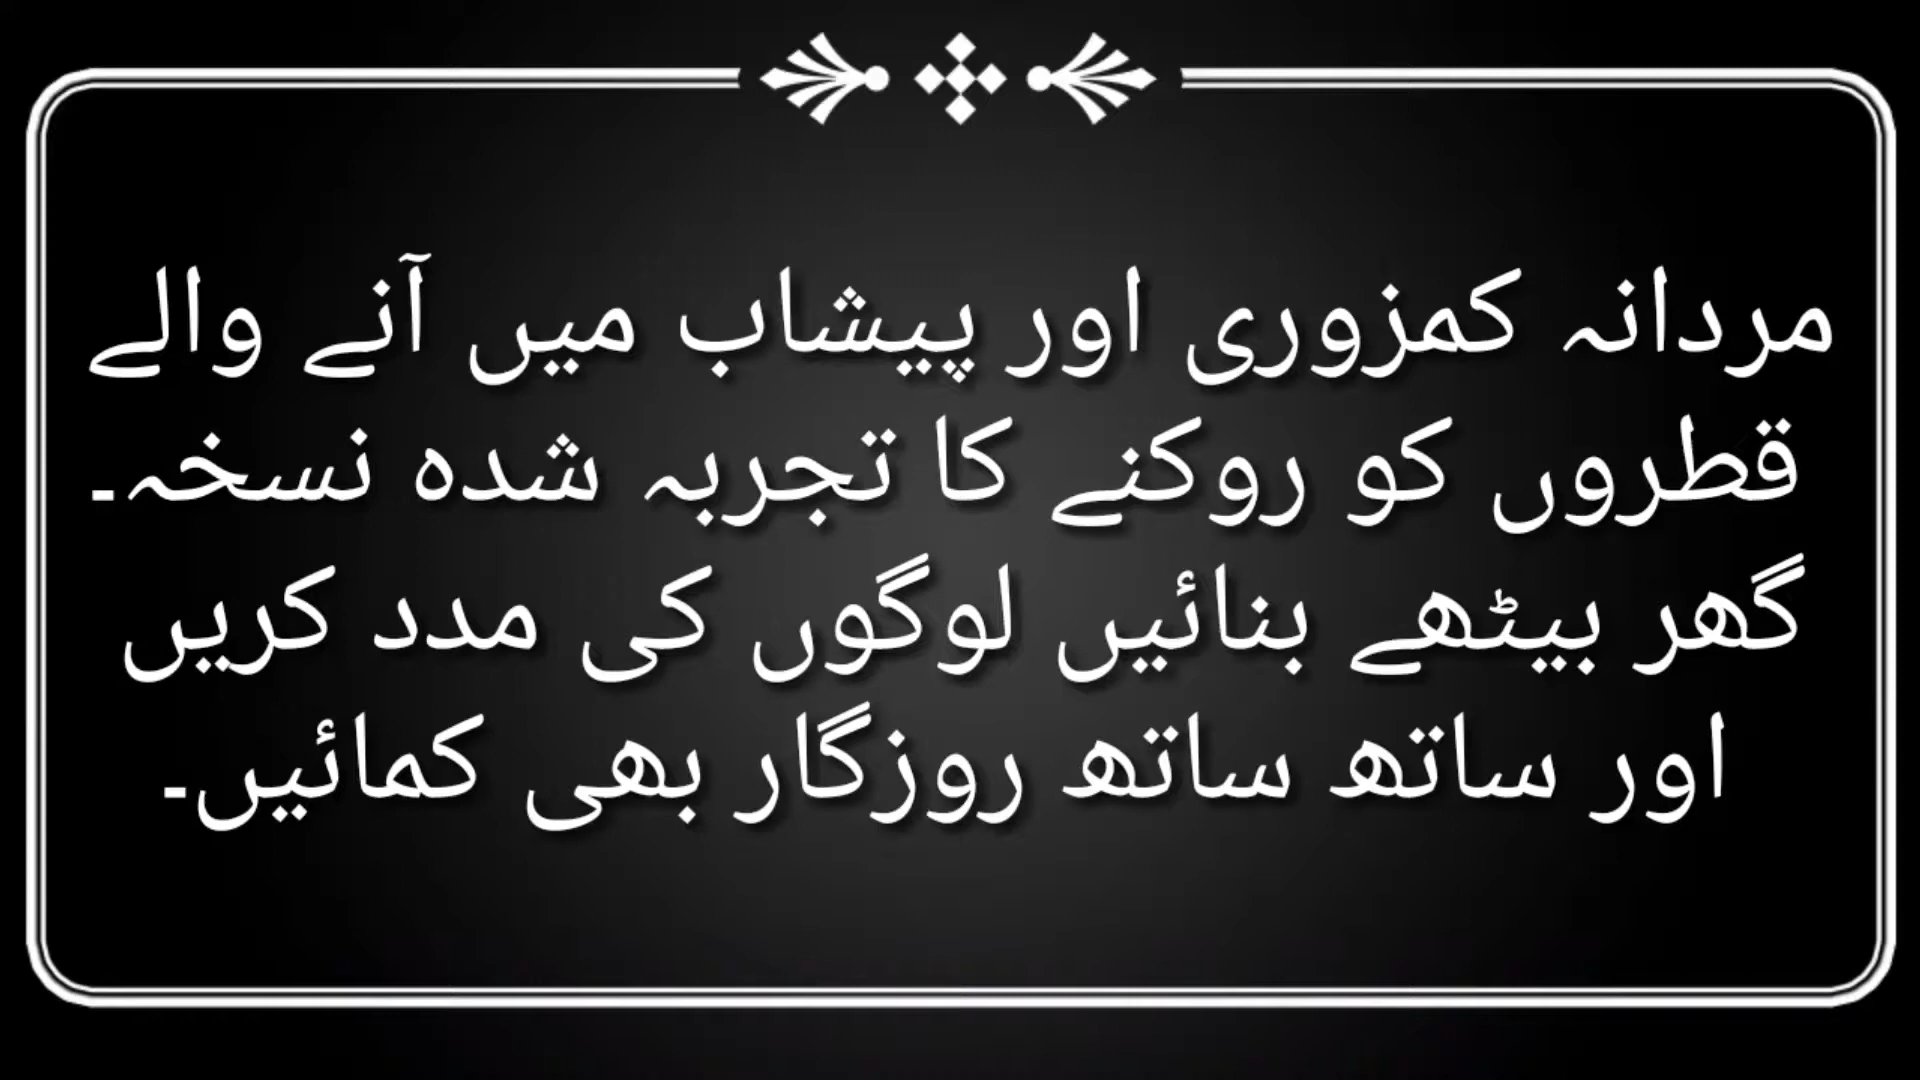 مردانہ کمزوری اور پیشاب میں آنے والے
قطروں کو روکنے کا تجربہ شدہ نسخہ۔
گھر بیٹھے بنائیں لوگوں کی مدد کریں
اور ساتھ ساتھ روزگار بھی کمائیں۔